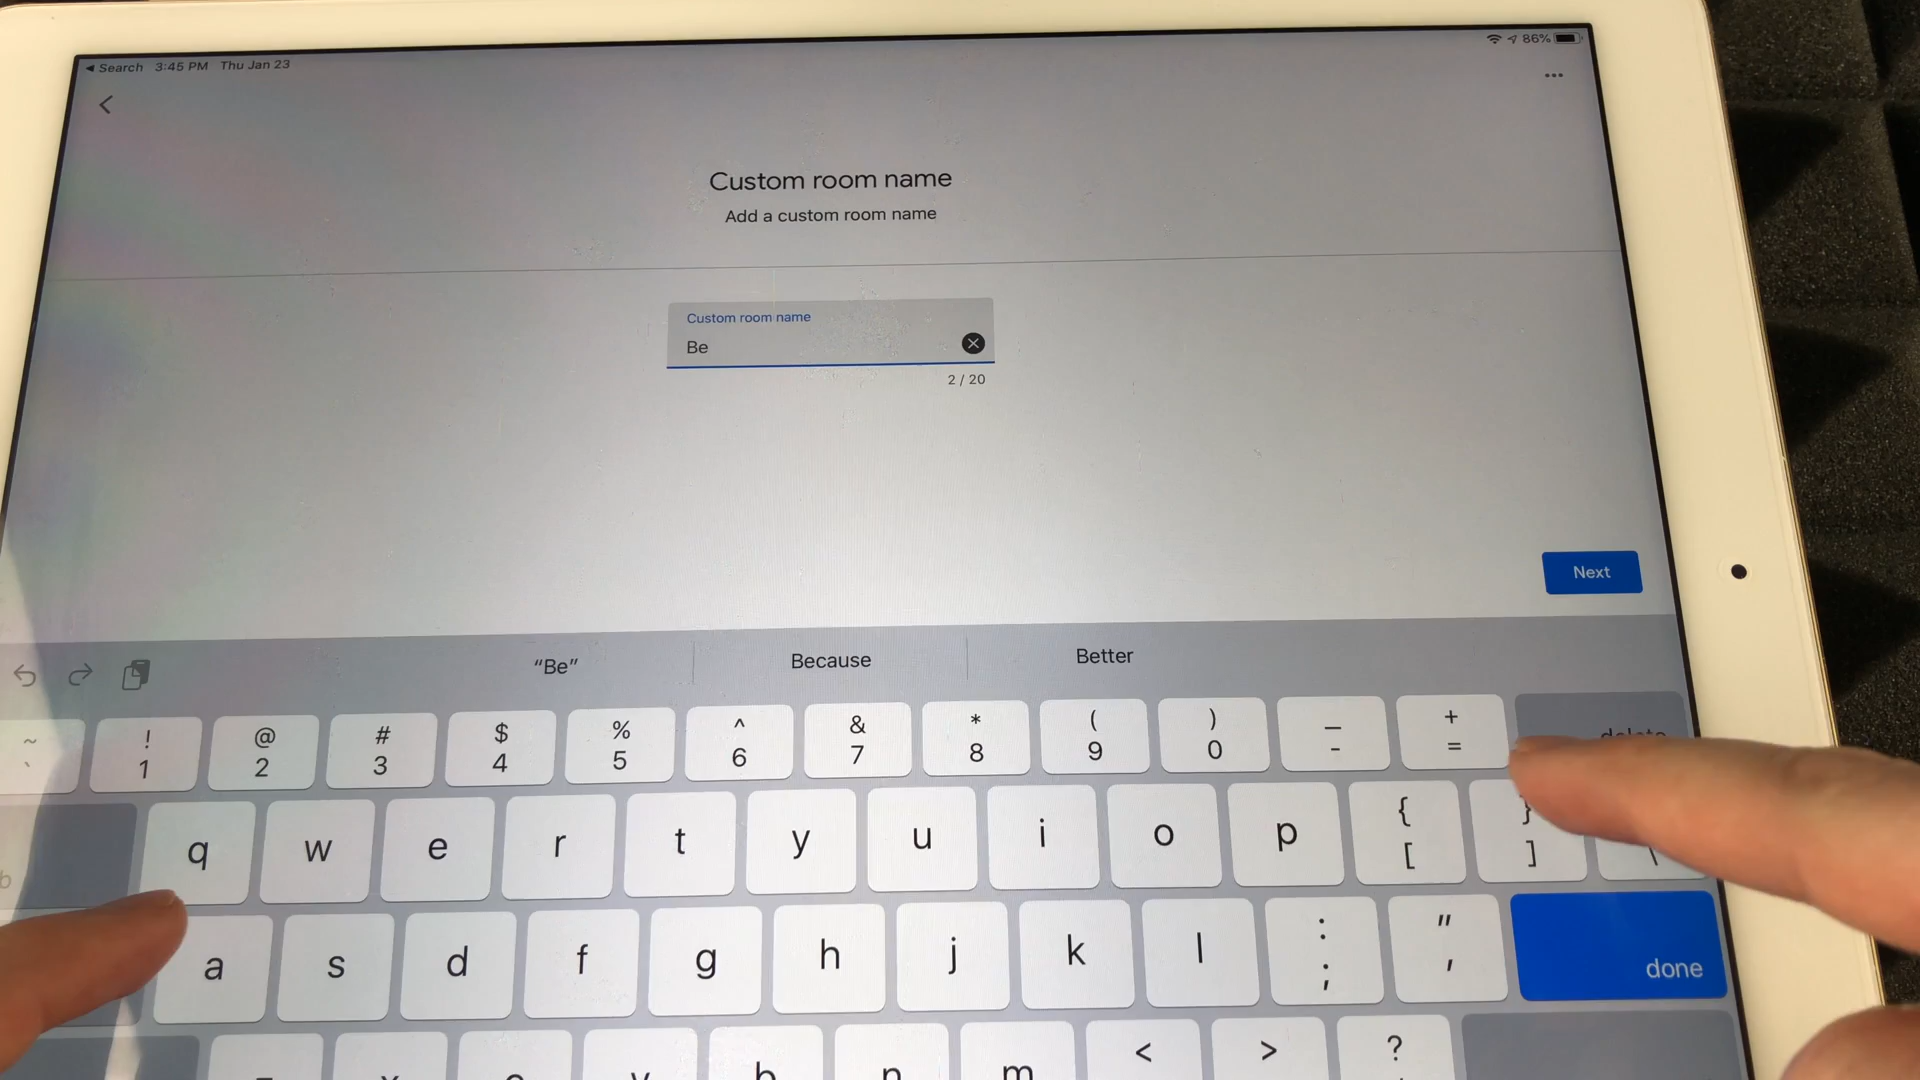 Search 3:45 PM Thu Jan 23
86%
Custom room name
Add a custom room name
Custom room name
Be
2 / 20
Next
“Be” Because Better
~ ! @ # $ % ^ & * ( ) _ +
` 1 2 3 4 5 6 7 8 9 0 - =
q w e r t y u i o p { [ } ] \
a s d f g h j k l : ; " ' done
b n m < > ?